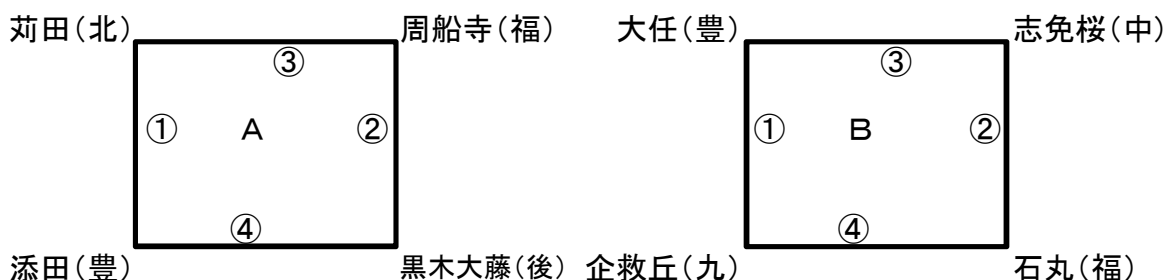 苅田(北) 周船寺(福) 大任(豊) 志免桜(中)
③ ③
① A ② ① B ②
④ ④
添田(豊) 黒木大藤(後) 企救丘(九) 石丸(福)